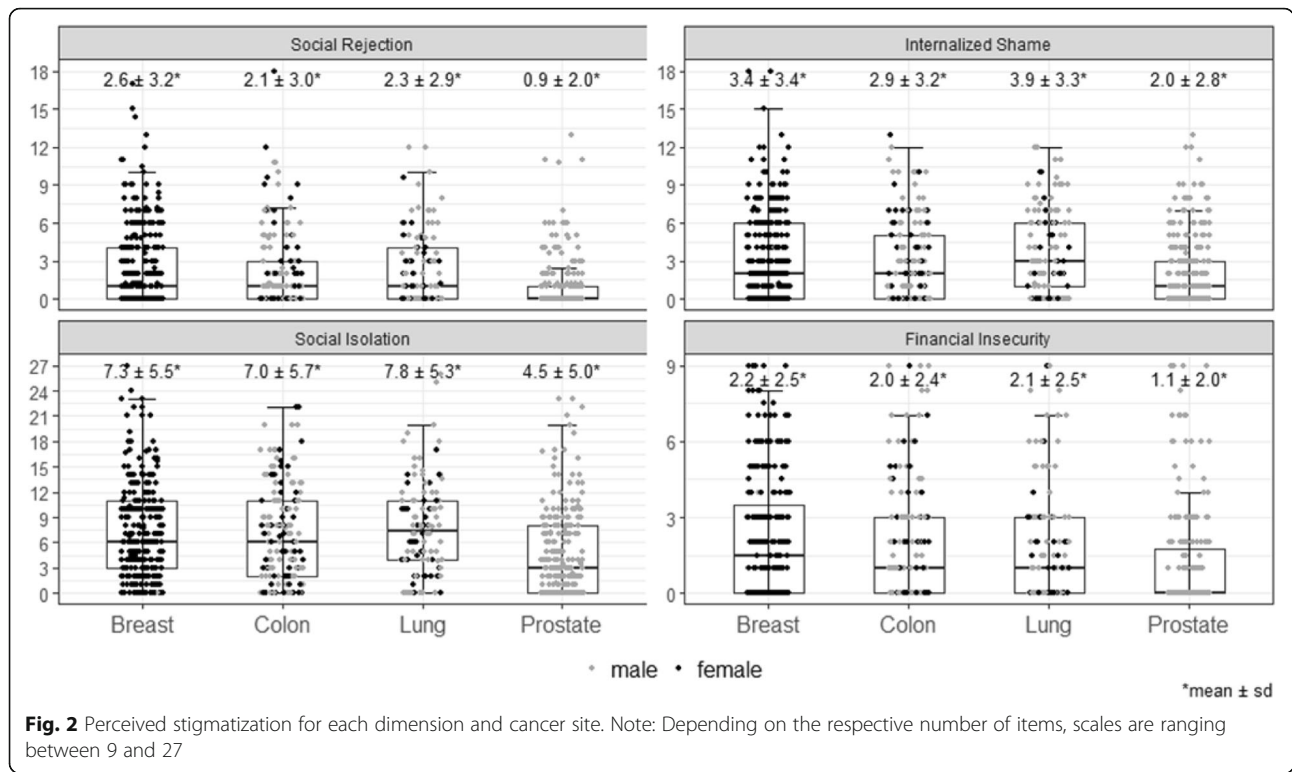 Social Rejection
Internalized Shame
2.6 ± 3.2* 2.1 ± 3.0* 2.3 ± 2.9* 0.9 ± 2.0*
3.4 ± 3.4* 2.9 ± 3.2* 3.9 ± 3.3* 2.0 ± 2.8*
18
15
12
9
6
3
0
18
15
12
9
6
3
0
Social Isolation
Financial Insecurity
7.3 ± 5.5* 7.0 ± 5.7* 7.8 ± 5.3* 4.5 ± 5.0*
2.2 ± 2.5* 2.0 ± 2.4* 2.1 ± 2.5* 1.1 ± 2.0*
27
24
21
18
15
12
9
6
3
0
9
6
3
0
Breast Colon Lung Prostate
Breast Colon Lung Prostate
male female
*mean ± sd
Fig. 2 Perceived stigmatization for each dimension and cancer site. Note: Depending on the respective number of items, scales are ranging
between 9 and 27